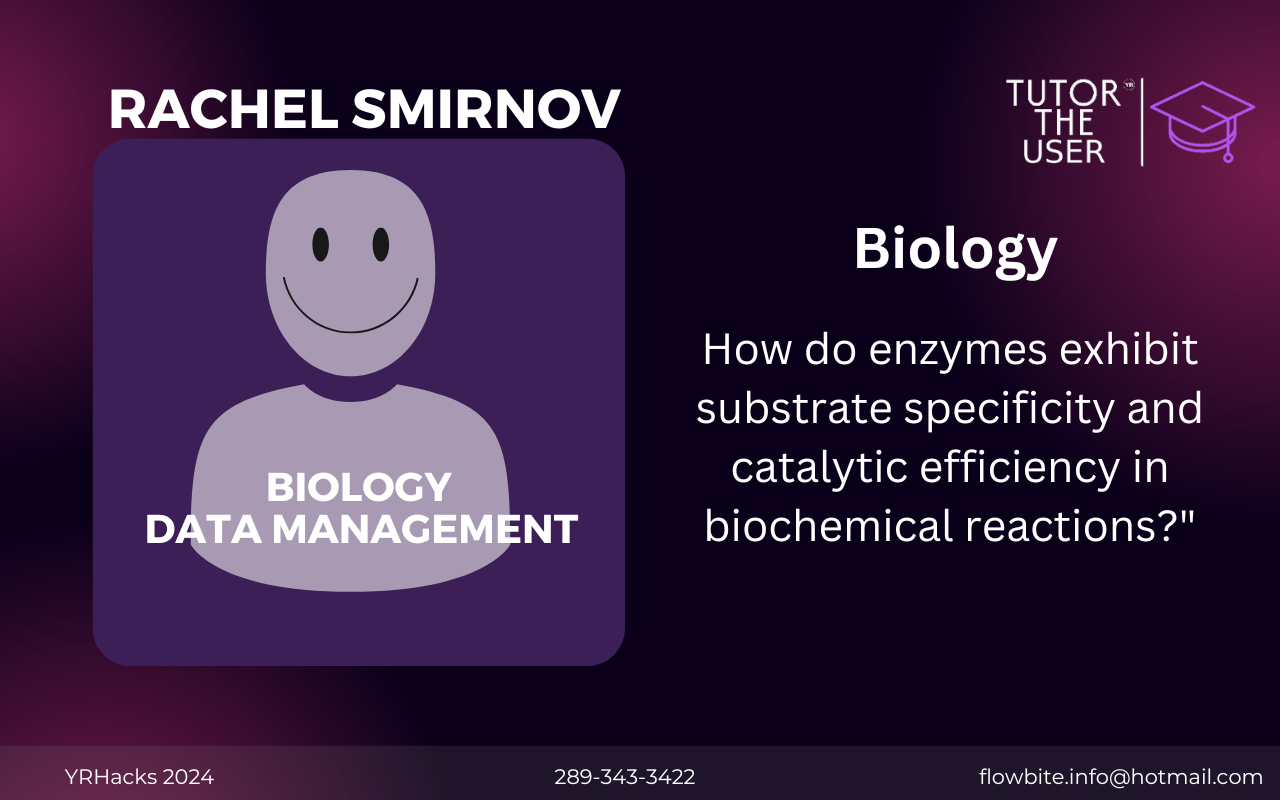 RACHEL SMIRNOV
BIOLOGY
DATA MANAGEMENT
TUTOR
YR
THE
USER
Biology
How do enzymes exhibit
substrate specificity and
catalytic efficiency in
biochemical reactions?"
YRHacks 2024
289-343-3422
flowbite.info@hotmail.com